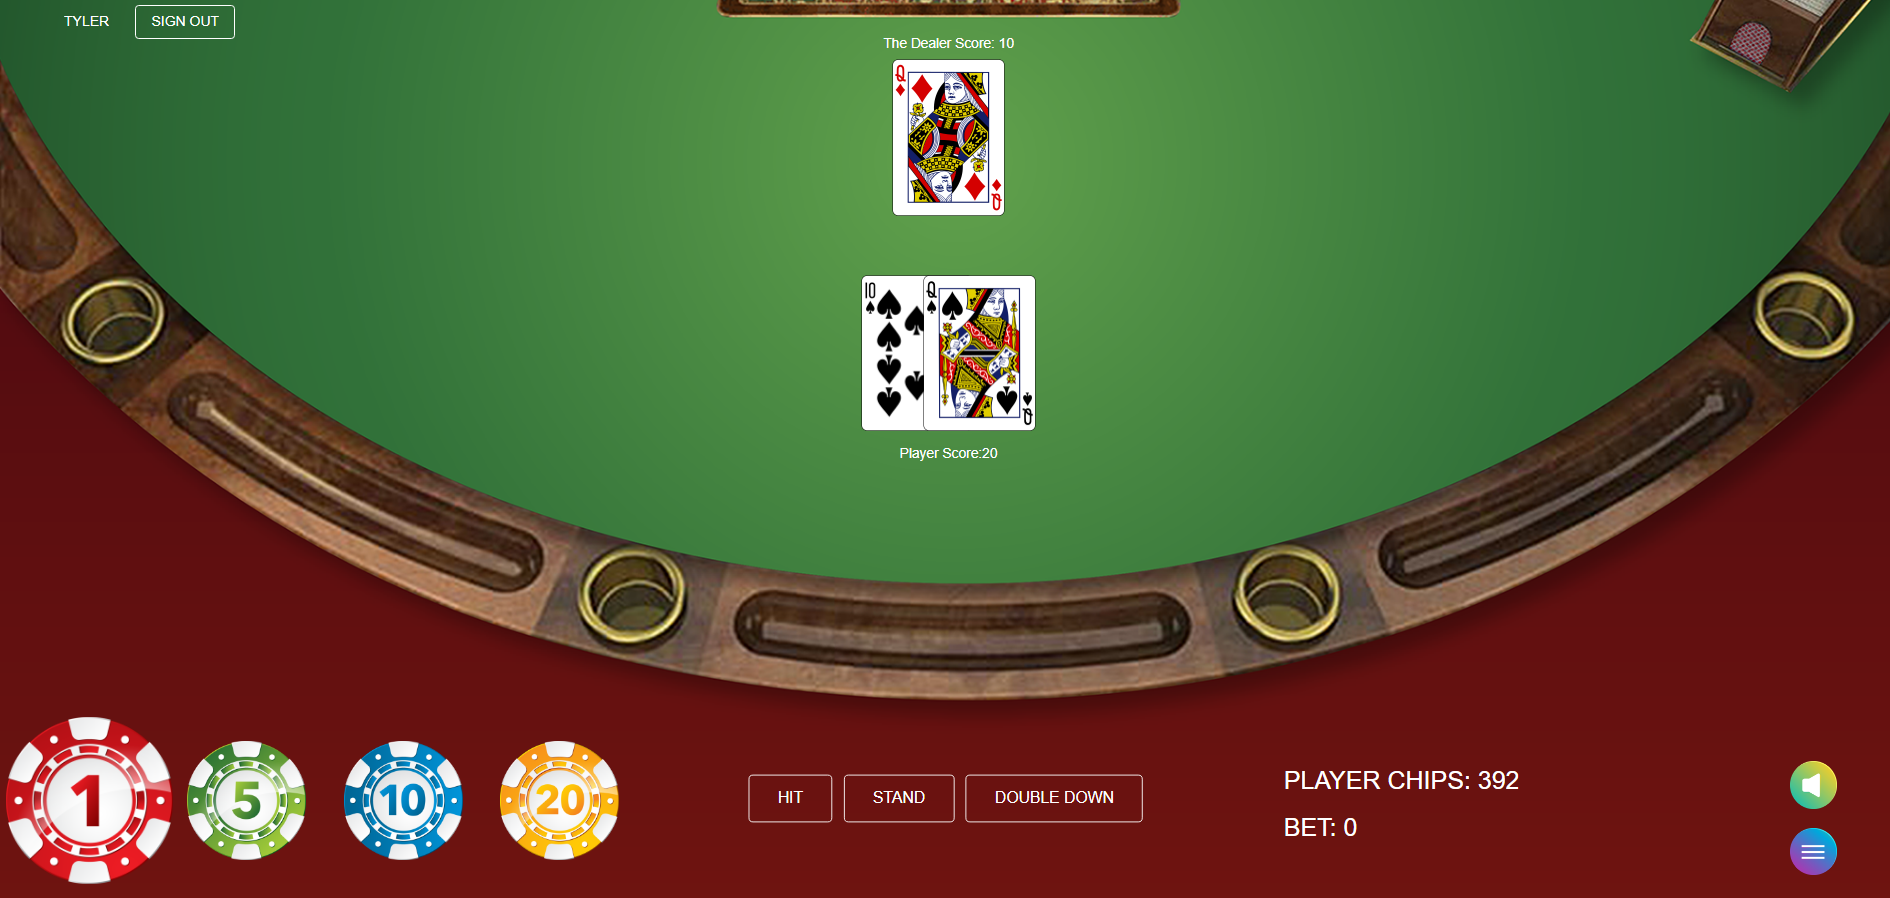 TYLER
SIGN OUT
The Dealer Score: 10
Q
Q
10
Q
Q
Player Score:20
1
5
10
20
HIT
STAND
DOUBLE DOWN
PLAYER CHIPS: 392
BET: 0